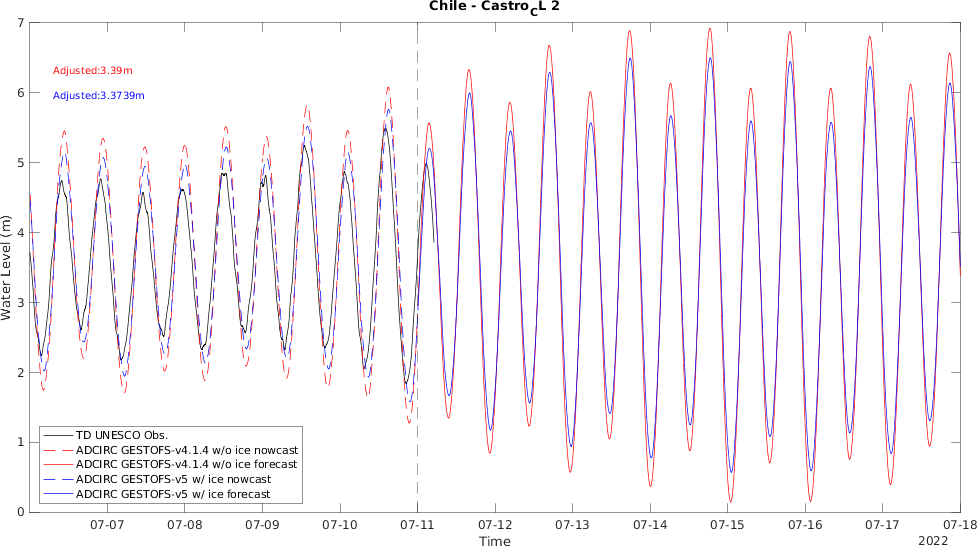 Chile - Castro_CL 2
7
Adjusted:3.39m
6
Adjusted:3.3739m
5
4
Water Level (m)
3
2
1
0
TD UNESCO Obs.
ADCIRC GESTOFS-v4.1.4 w/o ice nowcast
ADCIRC GESTOFS-v4.1.4 w/o ice forecast
ADCIRC GESTOFS-v5 w/ ice nowcast
ADCIRC GESTOFS-v5 w/ ice forecast
07-07 07-08 07-09 07-10 07-11 07-12 07-13 07-14 07-15 07-16 07-17 07-18
Time
2022